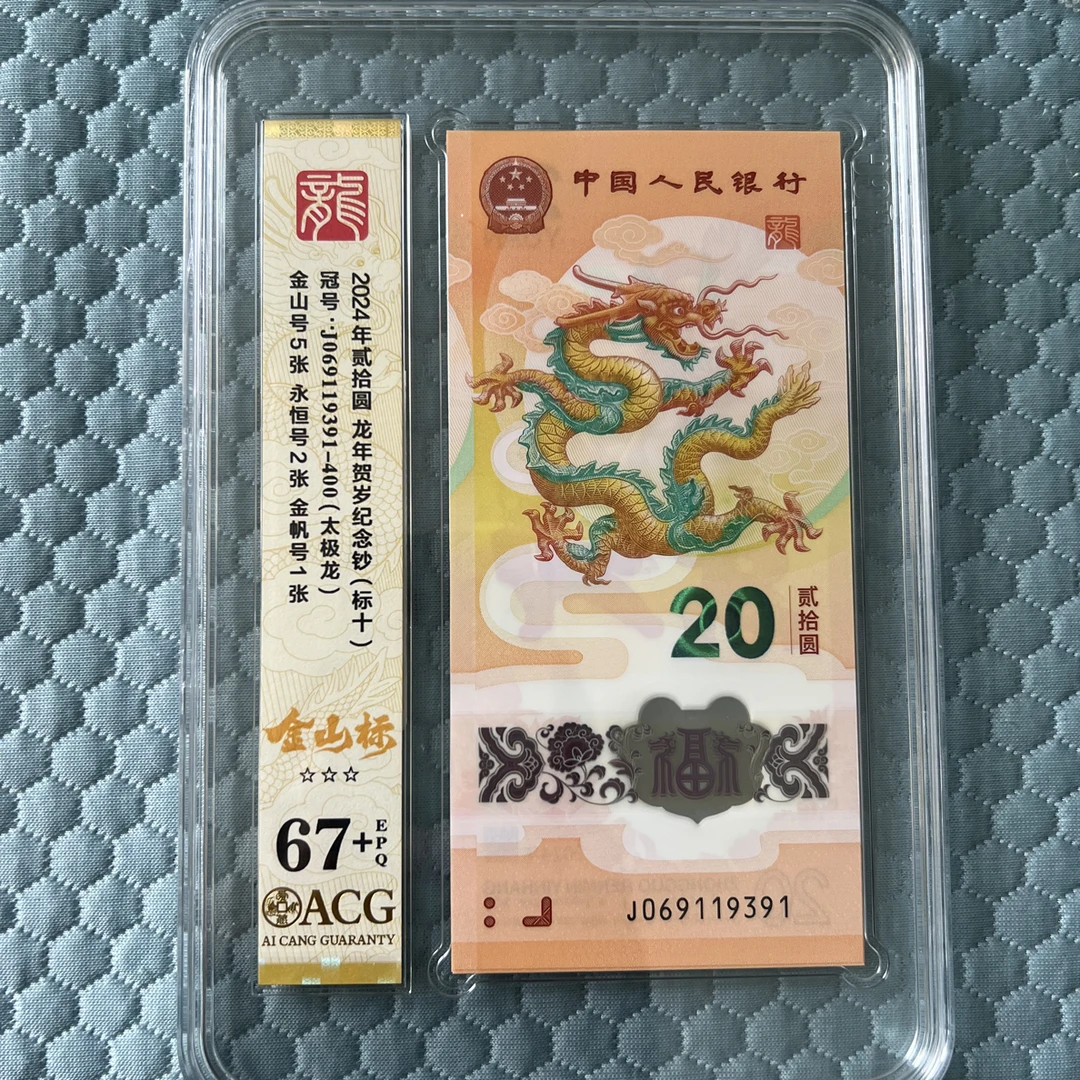 龍
2024年贰拾圆 龙年贺岁纪念钞(标十)
冠号:J069119391-400(太极龙)
金山号5张 永恒号2张 金帆号1张
金山标
☆☆☆
67+EPQ
ACG
AI CANG GUARANTY
中国人民银行
龍
20
贰拾圆
福
J069119391